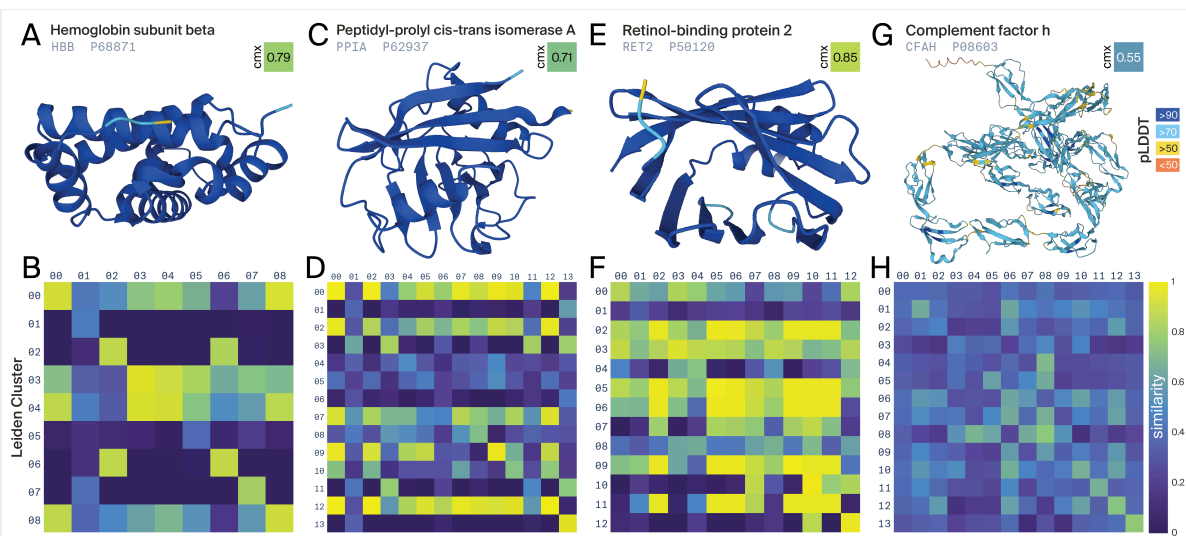 A Hemoglobin subunit beta
HBB P68871
cmx 0.79
C Peptidyl-prolyl cis-trans isomerase A
PPIA P62937
cmx 0.71
E Retinol-binding protein 2
RET2 P50120
cmx 0.85
G Complement factor h
CFAH P08603
cmx 0.55
pLDDT
>90
>70
>50
<50
B
00 01 02 03 04 05 06 07 08
00
01
02
03
04
05
06
07
08
Leiden Cluster
D
00 01 02 03 04 05 06 07 08 09 10 11 12 13
00
01
02
03
04
05
06
07
08
09
10
11
12
13
F
00 01 02 03 04 05 06 07 08 09 10 11 12
00
01
02
03
04
05
06
07
08
09
10
11
12
H
00 01 02 03 04 05 06 07 08 09 10 11 12 13
00
01
02
03
04
05
06
07
08
09
10
11
12
13
similarity
1
0.8
0.6
0.4
0.2
0